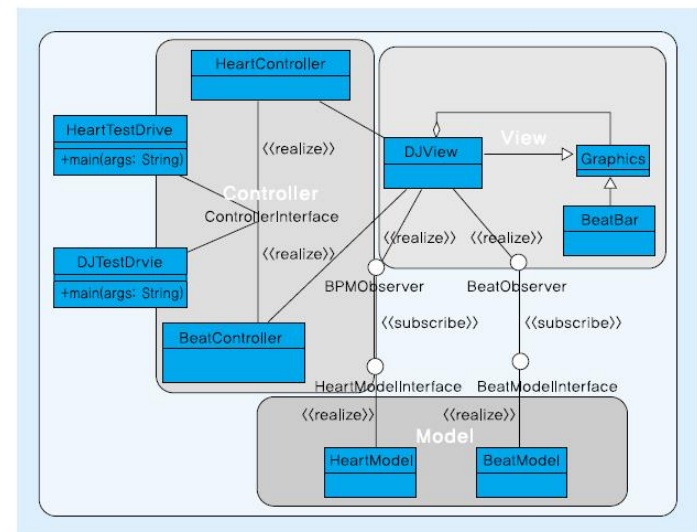 HeartController
HeartTestDrive
+main(args: String)
<<realize>>
DJView
View
Graphics
Controller
ControllerInterface
BeatBar
DJTestDrvie
+main(args: String)
<<realize>>
<<realize>>
<<realize>>
BPMObserver
BeatObserver
BeatController
<<subscribe>>
<<subscribe>>
HeartModelInterface
BeatModelInterface
<<realize>>
<<realize>>
Model
HeartModel
BeatModel